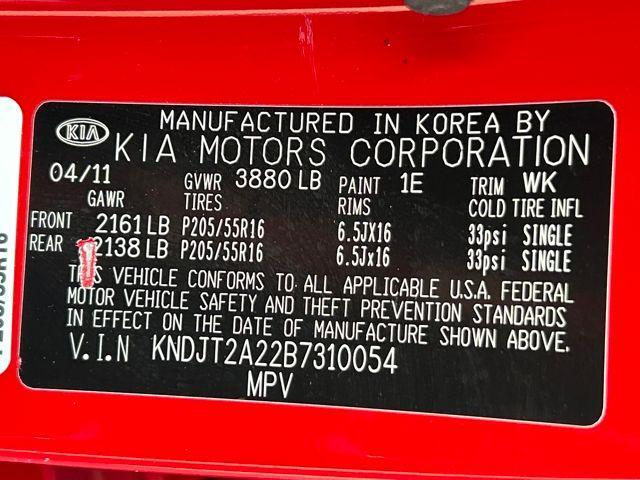 KIA
MANUFACTURED IN KOREA BY
KIA MOTORS CORPORATION
04/11 GVWR 3880 LB PAINT 1E TRIM WK
GAWR TIRES RIMS COLD TIRE INFL
FRONT 2161 LB P205/55R16 6.5JX16 33psi SINGLE
REAR 2138 LB P205/55R16 6.5Jx16 33psi SINGLE
THIS VEHICLE CONFORMS TO ALL APPLICABLE U.S.A. FEDERAL
MOTOR VEHICLE SAFETY AND THEFT PREVENTION STANDARDS
IN EFFECT ON THE DATE OF MANUFACTURE SHOWN ABOVE.
V.I.N KNDJT2A22B7310054
MPV